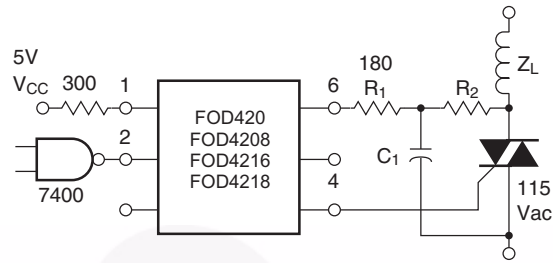 5V
VCC
300
1
2
7400
FOD420
FOD4208
FOD4216
FOD4218
6
4
180
R1
R2
C1
ZL
115
Vac